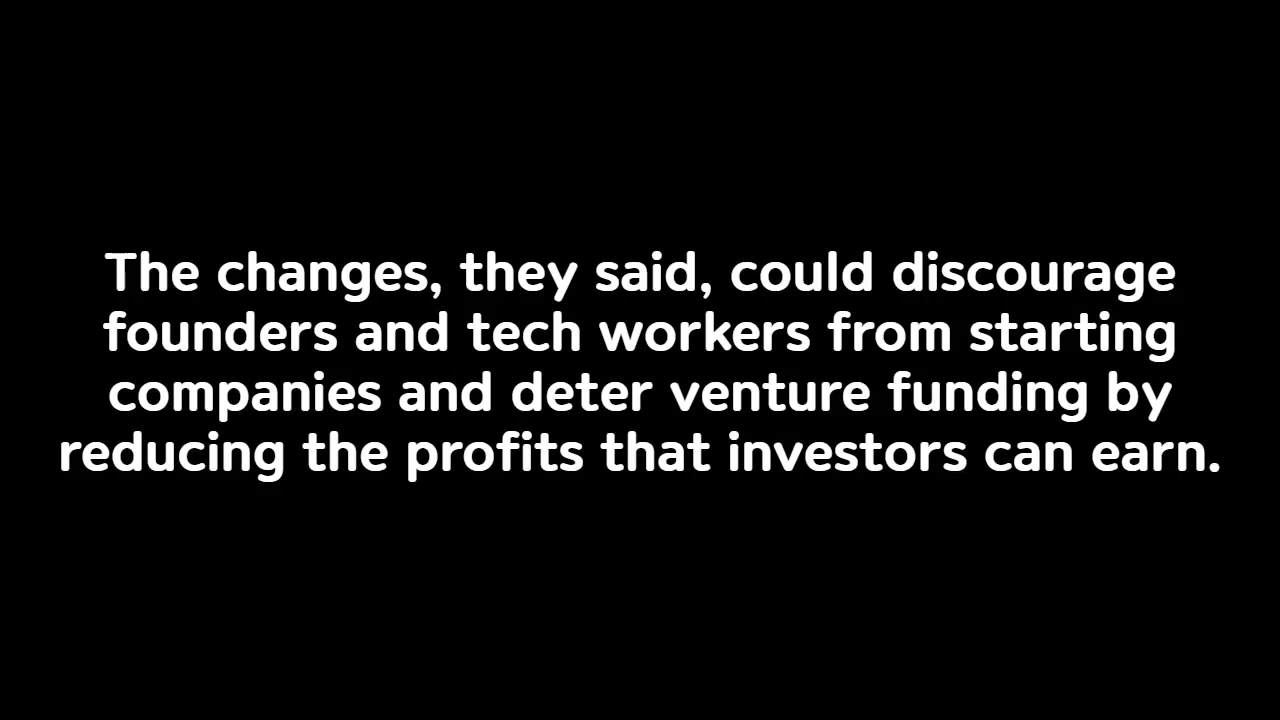 The changes, they said, could discourage
founders and tech workers from starting
companies and deter venture funding by
reducing the profits that investors can earn.